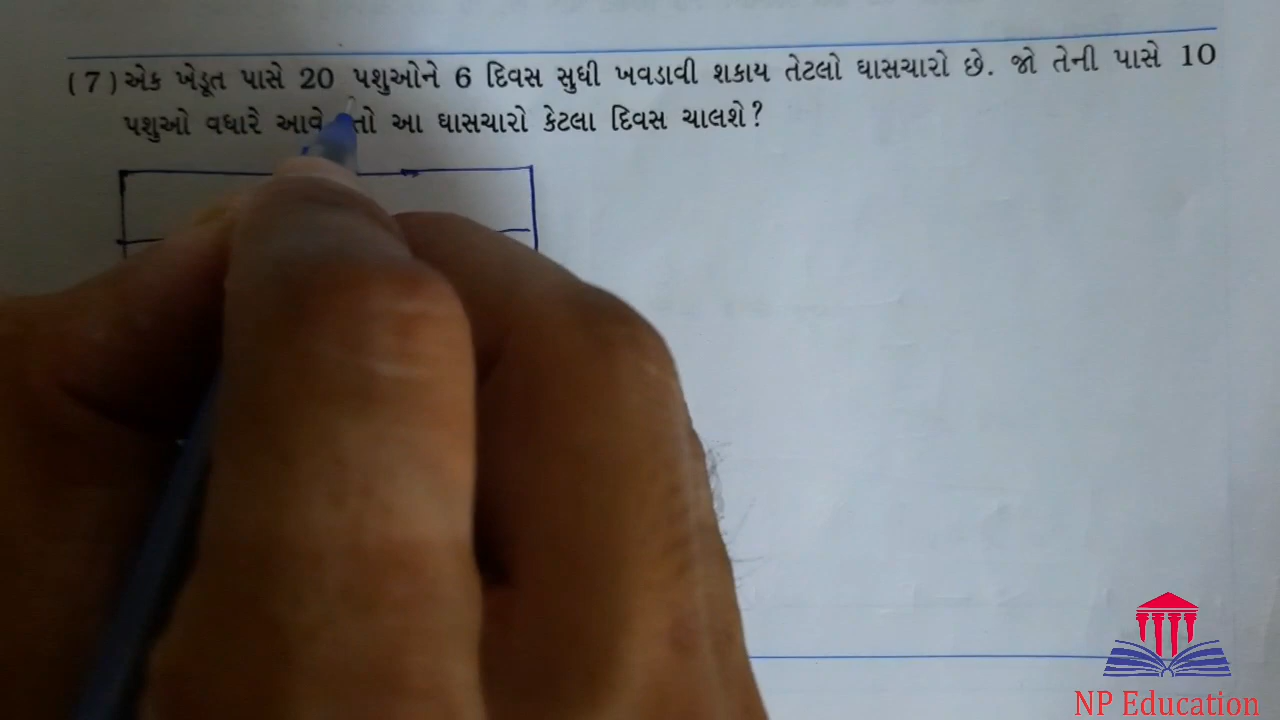 (7) એક ખેડૂત પાસે 20 પશુઓને 6 દિવસ સુધી ખવડાવી શકાય તેટલો ઘાસચારો છે. જો તેની પાસે 10
પશુઓ વધારે આવે તો આ ઘાસચારો કેટલા દિવસ ચાલશે?
NP Education